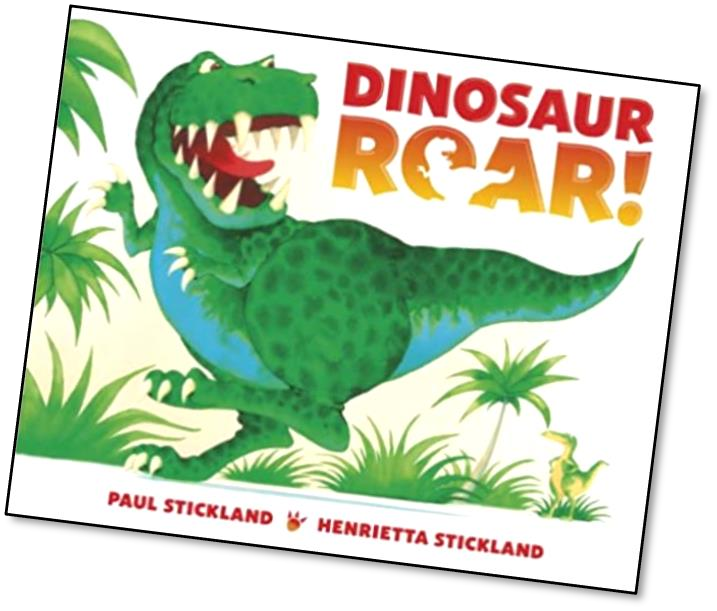 DINOSAUR
ROAR!
PAUL STICKLAND HENRIETTA STICKLAND